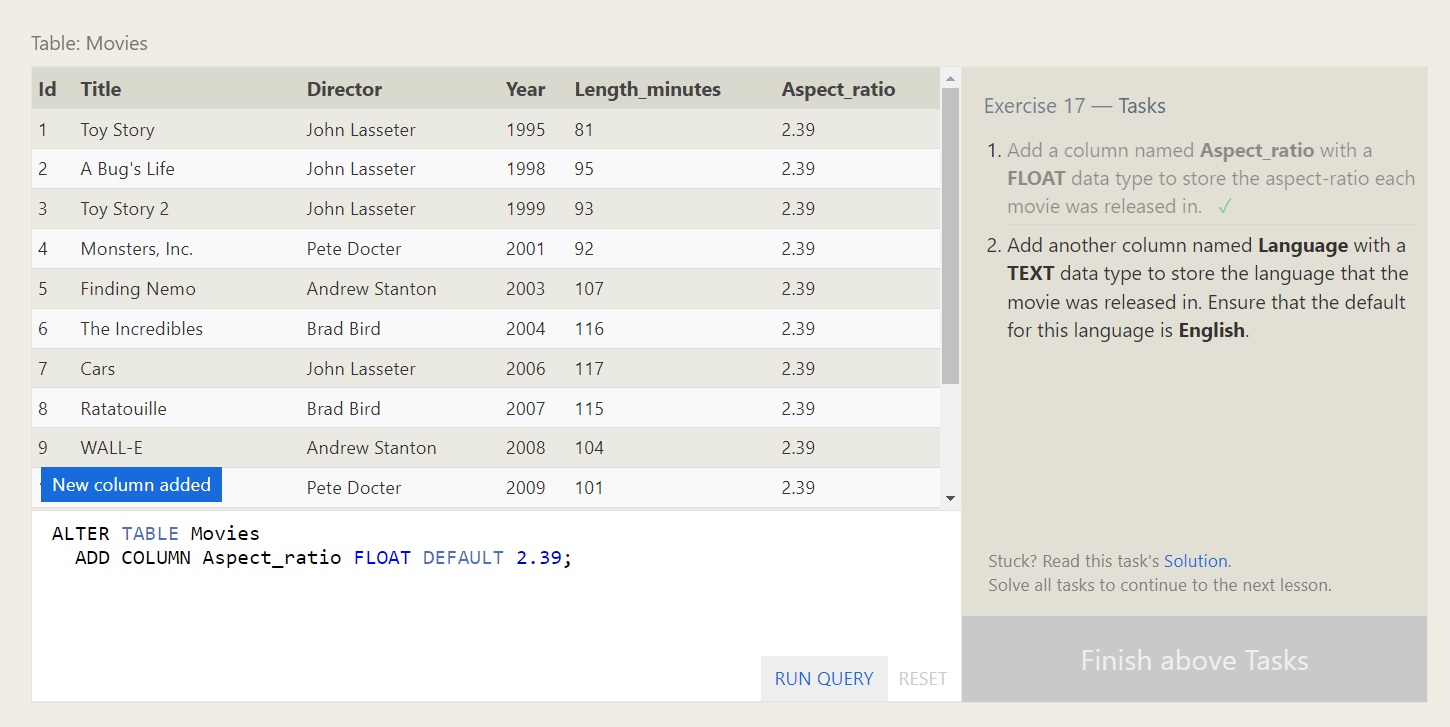 Table: Movies
Id Title Director Year Length_minutes Aspect_ratio
1 Toy Story John Lasseter 1995 81 2.39
2 A Bug's Life John Lasseter 1998 95 2.39
3 Toy Story 2 John Lasseter 1999 93 2.39
4 Monsters, Inc. Pete Docter 2001 92 2.39
5 Finding Nemo Andrew Stanton 2003 107 2.39
6 The Incredibles Brad Bird 2004 116 2.39
7 Cars John Lasseter 2006 117 2.39
8 Ratatouille Brad Bird 2007 115 2.39
9 WALL-E Andrew Stanton 2008 104 2.39
New column added Pete Docter 2009 101 2.39
ALTER TABLE Movies
ADD COLUMN Aspect_ratio FLOAT DEFAULT 2.39;
RUN QUERY RESET
Exercise 17 — Tasks
1. Add a column named Aspect_ratio with a
FLOAT data type to store the aspect-ratio each
movie was released in. ✓
2. Add another column named Language with a
TEXT data type to store the language that the
movie was released in. Ensure that the default
for this language is English.
Stuck? Read this task's Solution.
Solve all tasks to continue to the next lesson.
Finish above Tasks